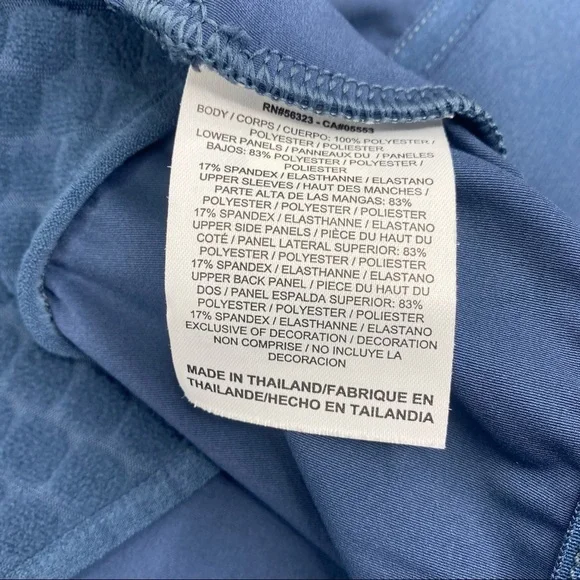 RN#56323 - CA#05553
BODY / CORPS / CUERPO: 100% POLYESTER /
POLYESTER / POLIESTER
LOWER PANELS / PANNEAUX DU / PANELES
BAJOS: 83% POLYESTER / POLYESTER /
POLIESTER
17% SPANDEX / ELASTHANNE / ELASTANO
UPPER SLEEVES / HAUT DES MANCHES /
PARTE ALTA DE LAS MANGAS: 83%
POLYESTER / POLYESTER / POLIESTER
17% SPANDEX / ELASTHANNE / ELASTANO
UPPER SIDE PANELS / PIÈCE DU HAUT DU
COTÉ / PANEL LATERAL SUPERIOR: 83%
POLYESTER / POLYESTER / POLIESTER
17% SPANDEX / ELASTHANNE / ELASTANO
UPPER BACK PANEL / PIECE DU HAUT DU
DOS / PANEL ESPALDA SUPERIOR: 83%
POLYESTER / POLYESTER / POLIESTER
17% SPANDEX / ELASTHANNE / ELASTANO
EXCLUSIVE OF DECORATION / DECORATION
NON COMPRISE / NO INCLUYE LA
DECORACION
MADE IN THAILAND/FABRIQUE EN
THAILANDE/HECHO EN TAILANDIA